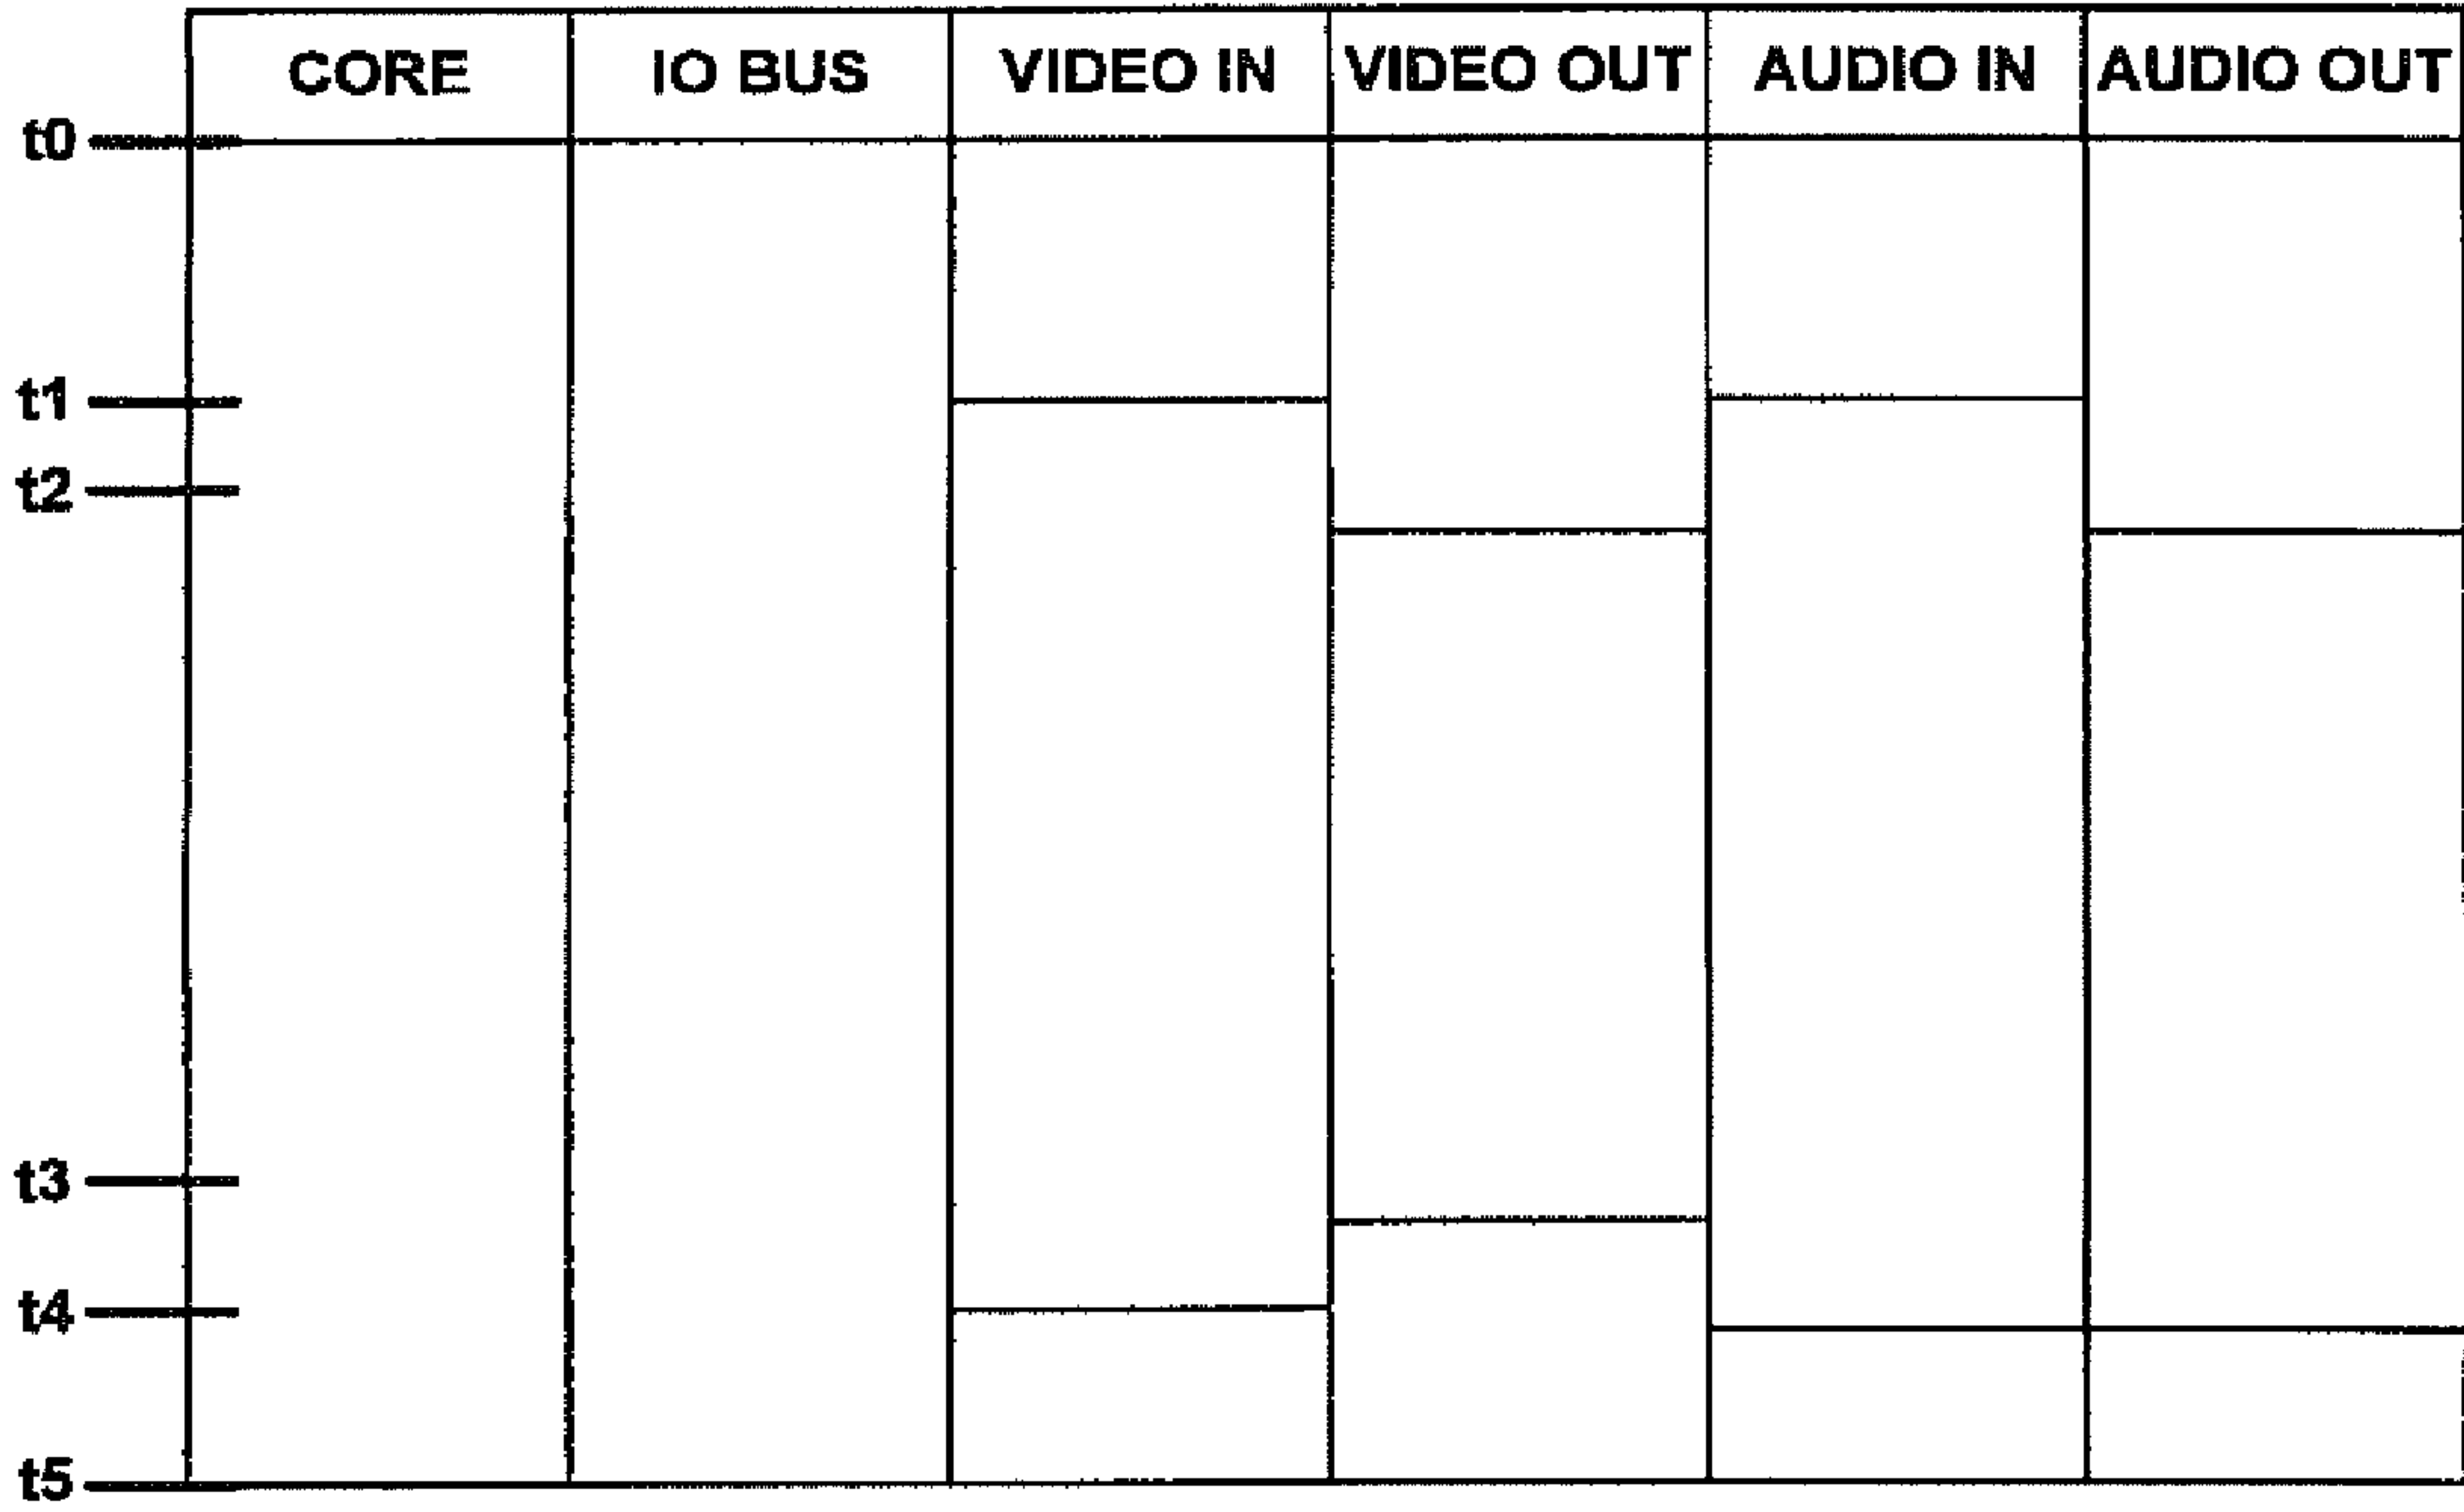 CORE IO BUS VIDEO IN VIDEO OUT AUDIO IN AUDIO OUT
t0
t1
t2
t3
t4
t5